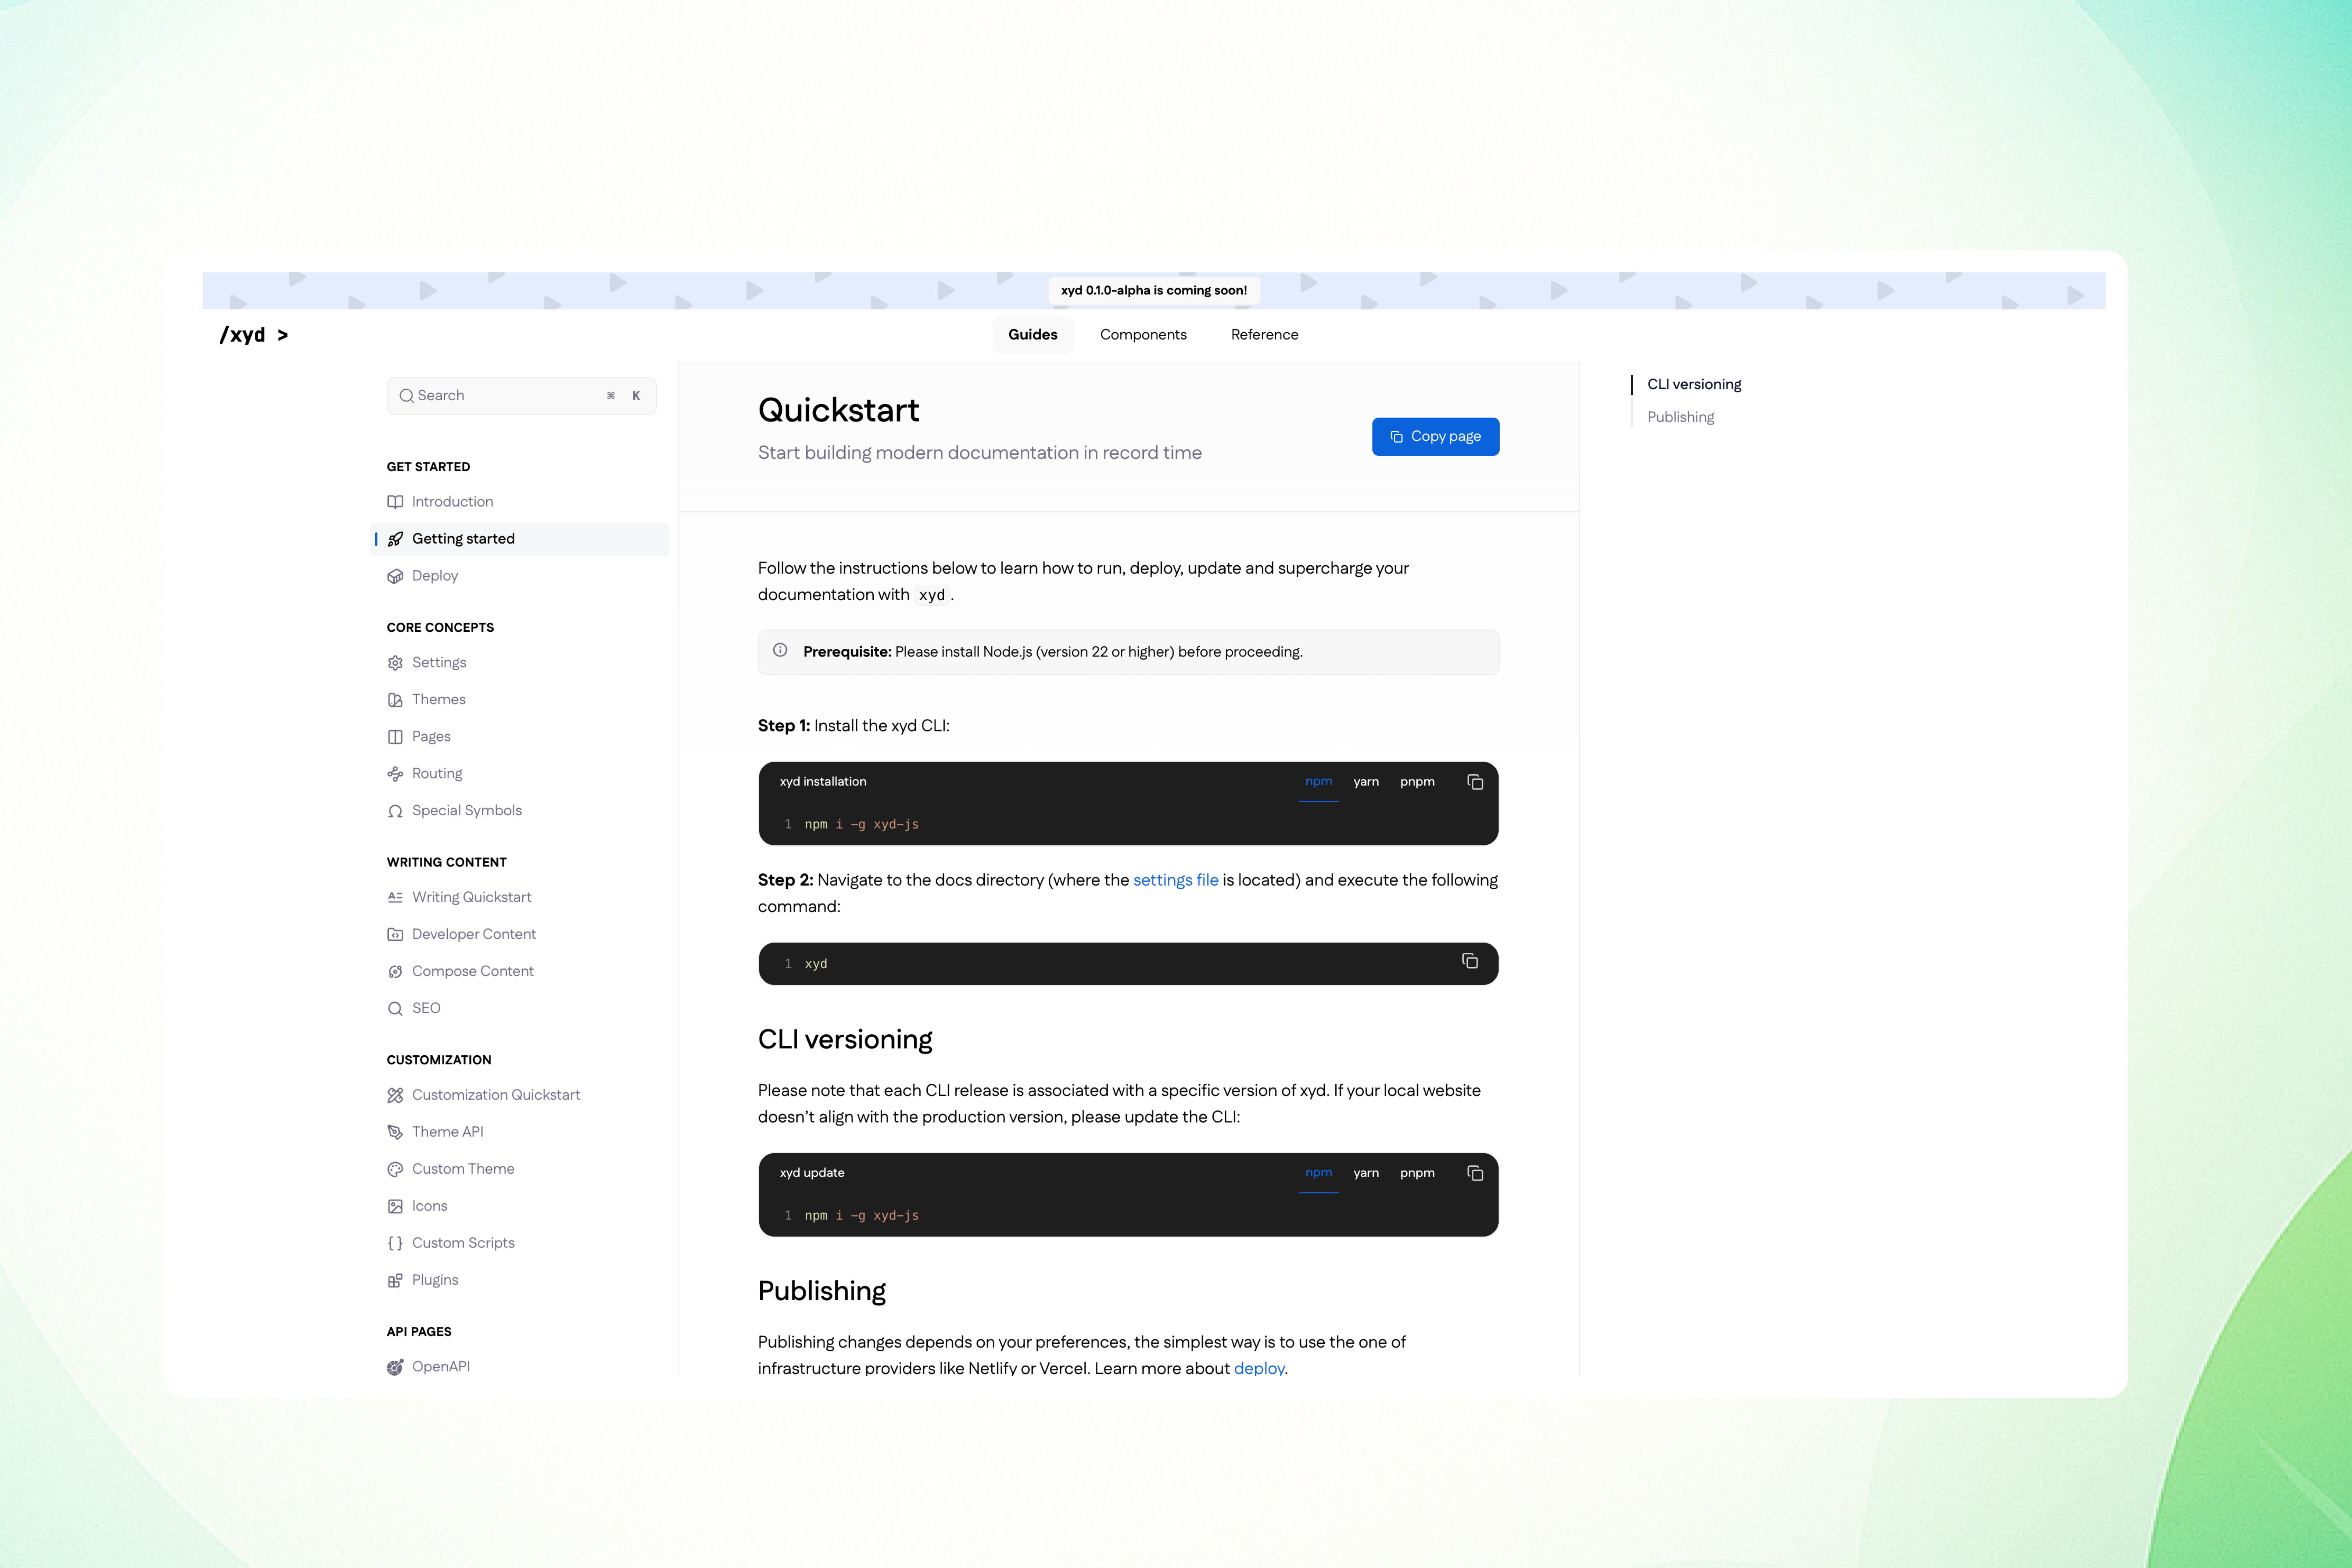 xyd 0.1.0-alpha is coming soon!
/xyd >
Guides Components Reference
Search ⌘ K
GET STARTED
Introduction
Getting started
Deploy
CORE CONCEPTS
Settings
Themes
Pages
Routing
Special Symbols
WRITING CONTENT
Writing Quickstart
Developer Content
Compose Content
SEO
CUSTOMIZATION
Customization Quickstart
Theme API
Custom Theme
Icons
Custom Scripts
Plugins
API PAGES
OpenAPI
Quickstart
Start building modern documentation in record time
Copy page
Follow the instructions below to learn how to run, deploy, update and supercharge your
documentation with xyd.
Prerequisite: Please install Node.js (version 22 or higher) before proceeding.
Step 1: Install the xyd CLI:
xyd installation npm yarn pnpm
1 npm i -g xyd-js
Step 2: Navigate to the docs directory (where the settings file is located) and execute the following
command:
1 xyd
CLI versioning
Please note that each CLI release is associated with a specific version of xyd. If your local website
doesn’t align with the production version, please update the CLI:
xyd update npm yarn pnpm
1 npm i -g xyd-js
Publishing
Publishing changes depends on your preferences, the simplest way is to use the one of
infrastructure providers like Netlify or Vercel. Learn more about deploy.
CLI versioning
Publishing